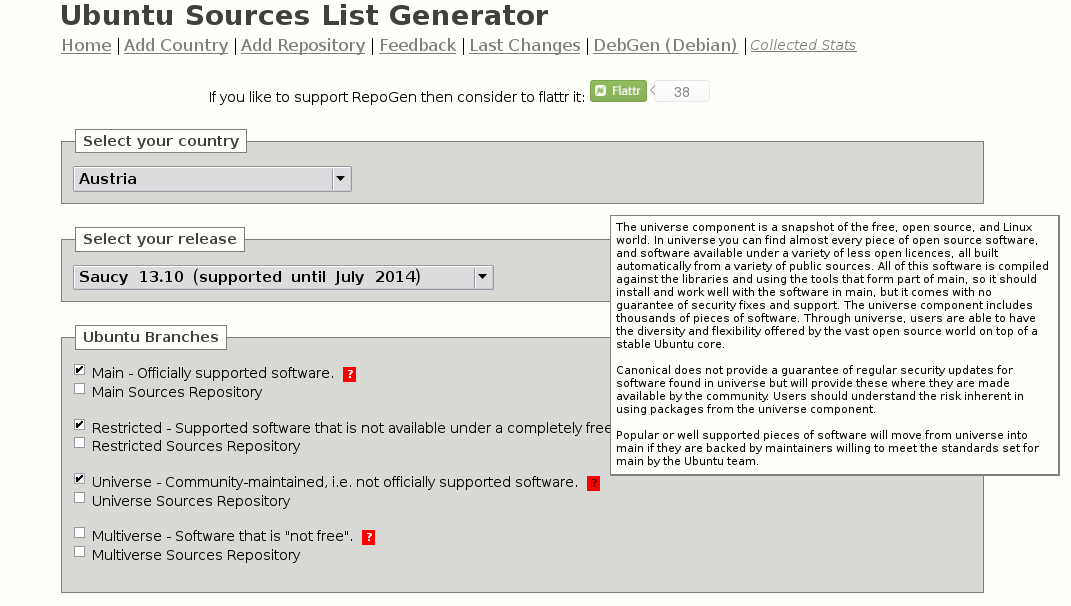 Ubuntu Sources List Generator
Home | Add Country | Add Repository | Feedback | Last Changes | DebGen (Debian) | Collected Stats
If you like to support RepoGen then consider to flattr it: Flattr 38
Select your country
Austria
Select your release
Saucy 13.10 (supported until July 2014)
Ubuntu Branches
Main - Officially supported software. ?
Main Sources Repository
Restricted - Supported software that is not available under a completely free
Restricted Sources Repository
Universe - Community-maintained, i.e. not officially supported software. ?
Universe Sources Repository
Multiverse - Software that is "not free". ?
Multiverse Sources Repository
The universe component is a snapshot of the free, open source, and Linux
world. In universe you can find almost every piece of open source software,
and software available under a variety of less open licences, all built
automatically from a variety of public sources. All of this software is compiled
against the libraries and using the tools that form part of main, so it should
install and work well with the software in main, but it comes with no
guarantee of security fixes and support. The universe component includes
thousands of pieces of software. Through universe, users are able to have
the diversity and flexibility offered by the vast open source world on top of a
stable Ubuntu core.
Canonical does not provide a guarantee of regular security updates for
software found in universe but will provide these where they are made
available by the community. Users should understand the risk inherent in
using packages from the universe component.
Popular or well supported pieces of software will move from universe into
main if they are backed by maintainers willing to meet the standards set for
main by the Ubuntu team.